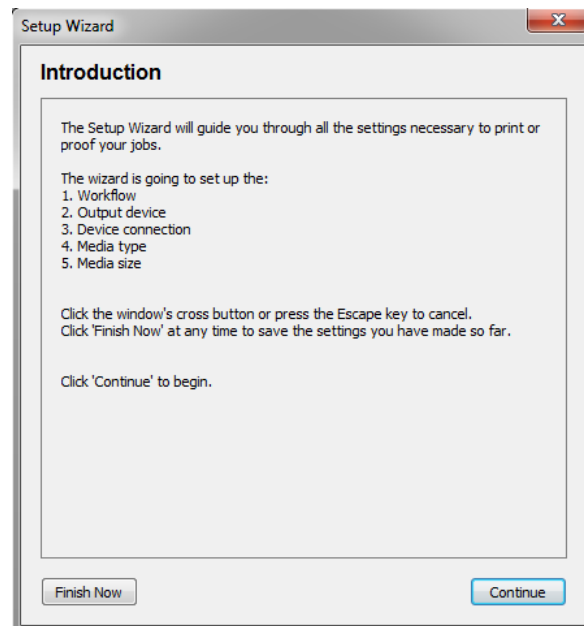 Setup Wizard
Introduction
The Setup Wizard will guide you through all the settings necessary to print or
proof your jobs.
The wizard is going to set up the:
1. Workflow
2. Output device
3. Device connection
4. Media type
5. Media size
Click the window's cross button or press the Escape key to cancel.
Click 'Finish Now' at any time to save the settings you have made so far.
Click 'Continue' to begin.
Finish Now
Continue